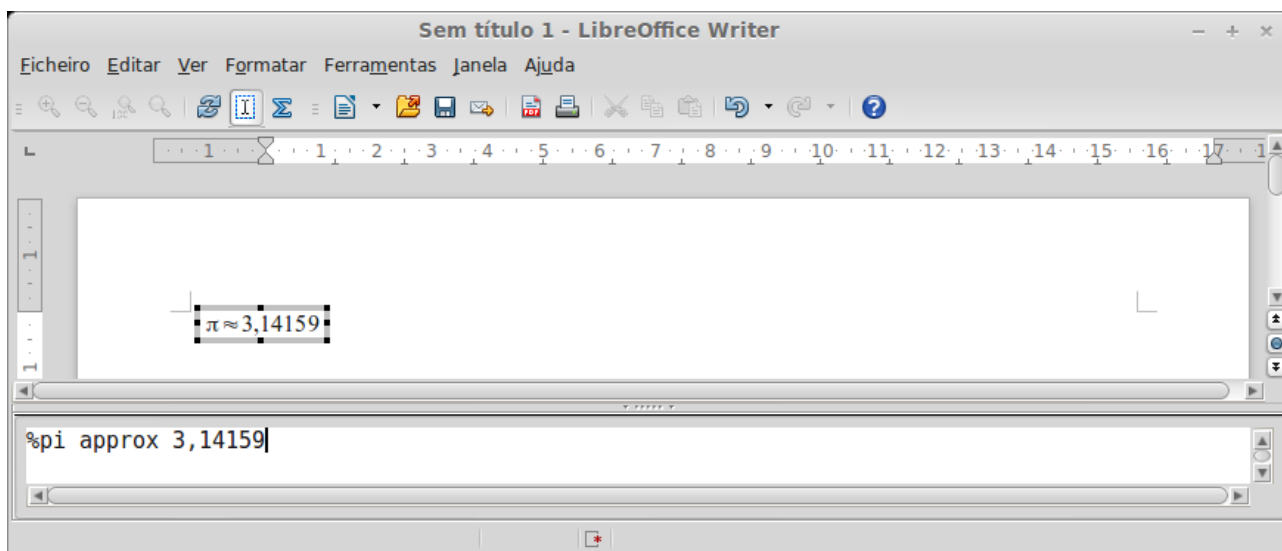 Sem título 1 - LibreOffice Writer
Ficheiro Editar Ver Formatar Ferramentas Janela Ajuda
1 1 2 3 4 5 6 7 8 9 10 11 12 13 14 15 16 17 1
π≈3,14159
%pi approx 3,14159